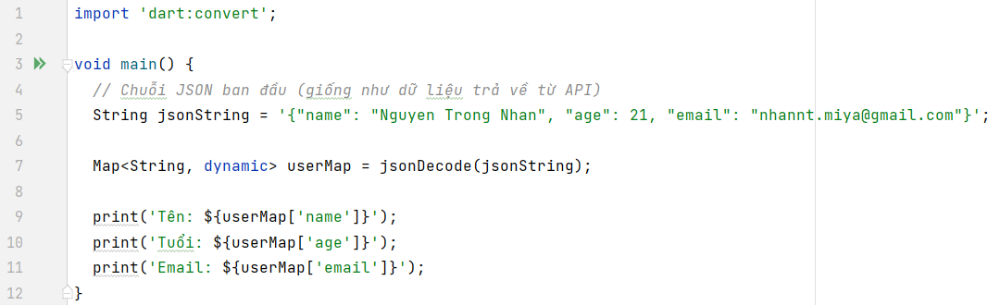 1 import 'dart:convert';
2
3 void main() {
4 // Chuỗi JSON ban đầu (giống như dữ liệu trả về từ API)
5 String jsonString = '{"name": "Nguyen Trong Nhan", "age": 21, "email": "nhannt.miya@gmail.com"}';
6
7 Map<String, dynamic> userMap = jsonDecode(jsonString);
8
9 print('Tên: ${userMap['name']}');
10 print('Tuổi: ${userMap['age']}');
11 print('Email: ${userMap['email']}');
12 }